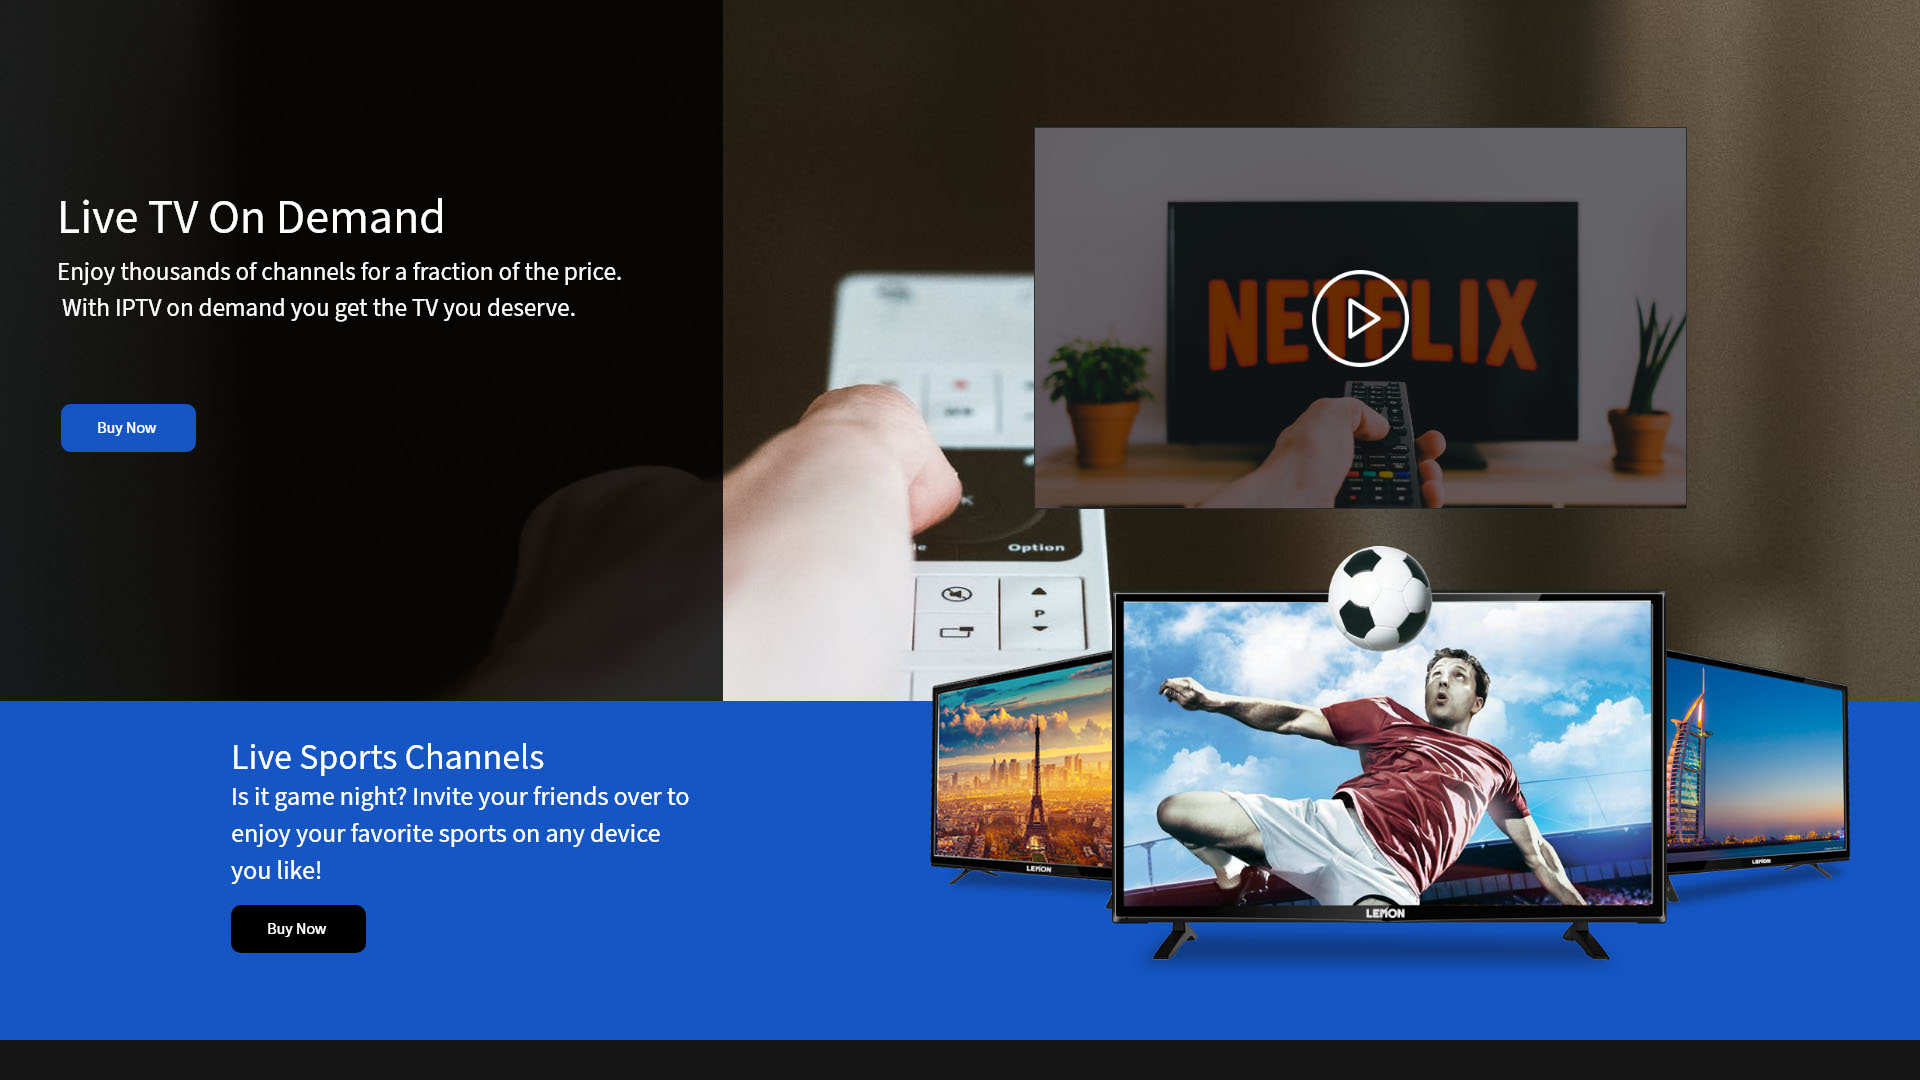 Live TV On Demand
Enjoy thousands of channels for a fraction of the price.
With IPTV on demand you get the TV you deserve.
Buy Now
NETFLIX
Option
P
Live Sports Channels
Is it game night? Invite your friends over to
enjoy your favorite sports on any device
you like!
Buy Now
LEMON
LEMON
LEMON